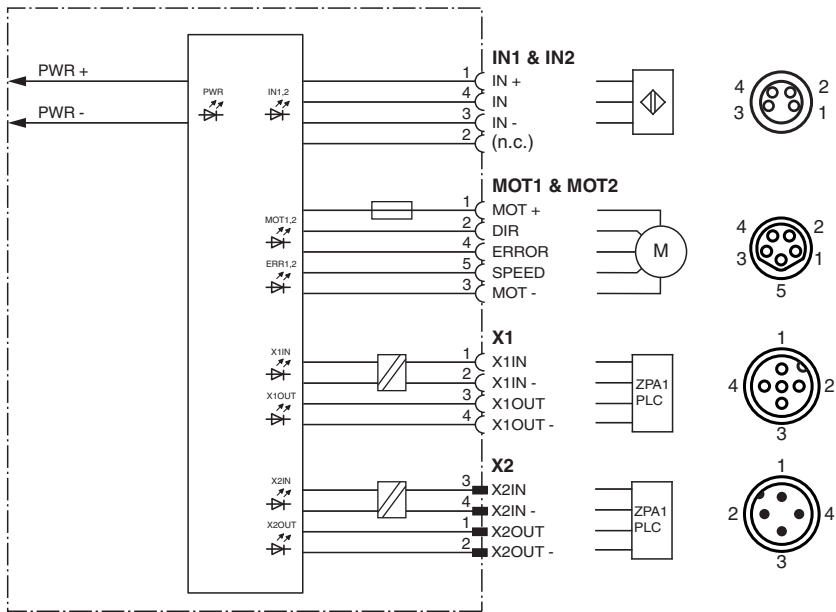 PWR +
PWR -
PWR
IN1,2
MOT1,2
ERR1,2
X1IN
X1OUT
X2IN
X2OUT
IN1 & IN2
1 IN +
4 IN
3 IN -
2 (n.c.)
4 2
3 1
MOT1 & MOT2
1 MOT +
2 DIR
4 ERROR
5 SPEED
3 MOT -
M
4 2
3 1
5
X1
1 X1IN
2 X1IN -
3 X1OUT
4 X1OUT -
ZPA1
PLC
1
4 2
3
X2
3 X2IN
4 X2IN -
1 X2OUT
2 X2OUT -
ZPA1
PLC
1
2 4
3